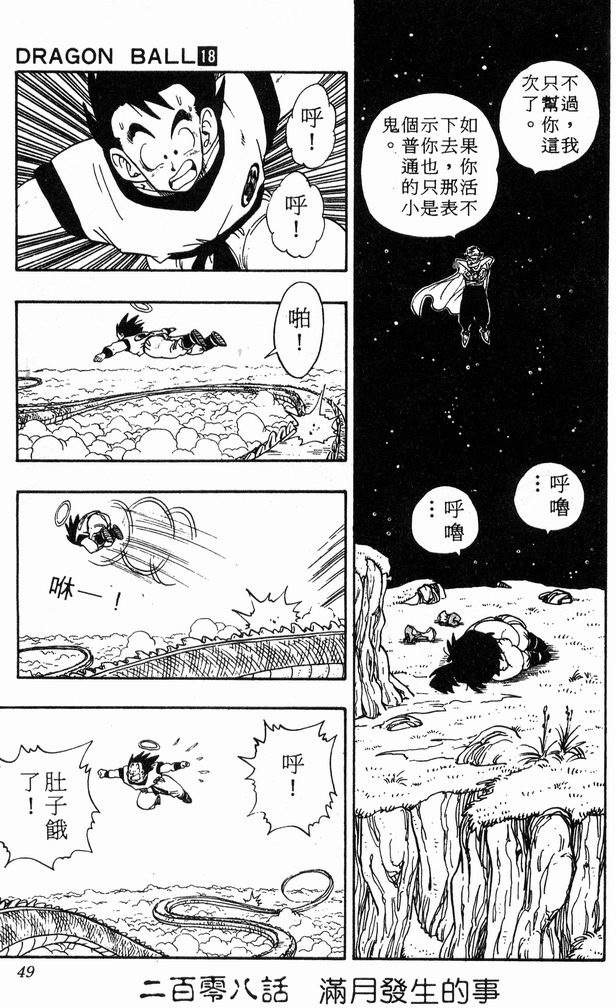 DRAGON BALL 18
不過，我
只幫你這
次了。
如果你活不
下去，那表
示你也只是
個普通的小
鬼。
呼嚕
…
呼嚕
…
呼！
呼！
啪！
咻—！
呼！
肚子餓
了！
49
二百零八話 滿月發生的事